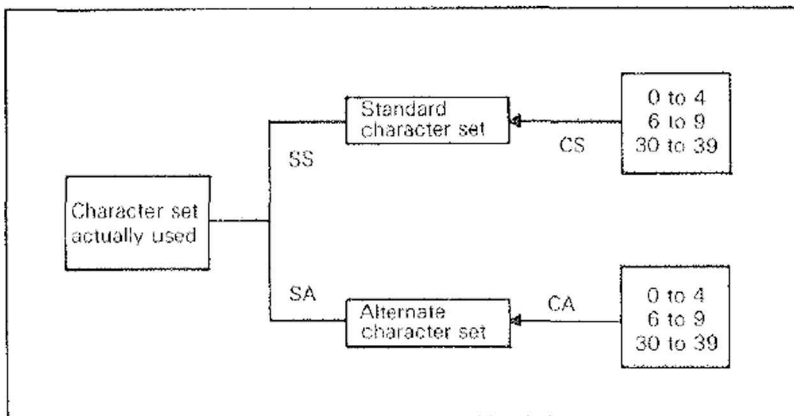 Standard
character set
SS
CS
0 to 4
6 to 9
30 to 39
Character set
actually used
SA
Alternate
character set
CA
0 to 4
6 to 9
30 to 39